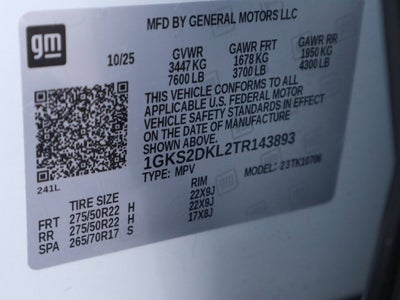 gm
MFD BY GENERAL MOTORS LLC
10/25
GVWR GAWR FRT GAWR RR
3447 KG 1678 KG 1950 KG
7600 LB 3700 LB 4300 LB
THIS VEHICLE CONFORMS TO ALL
APPLICABLE U.S. FEDERAL MOTOR
VEHICLE SAFETY STANDARDS IN EFFECT
ON THE DATE OF MANUFACTURE SHOWN ABOVE.
1GKS2DKL2TR143893
TYPE: MPV MODEL: 23TK10706
241L
TIRE SIZE RIM
FRT 275/50R22 H 22X9J
RR 275/50R22 H 22X9J
SPA 265/70R17 S 17X8J